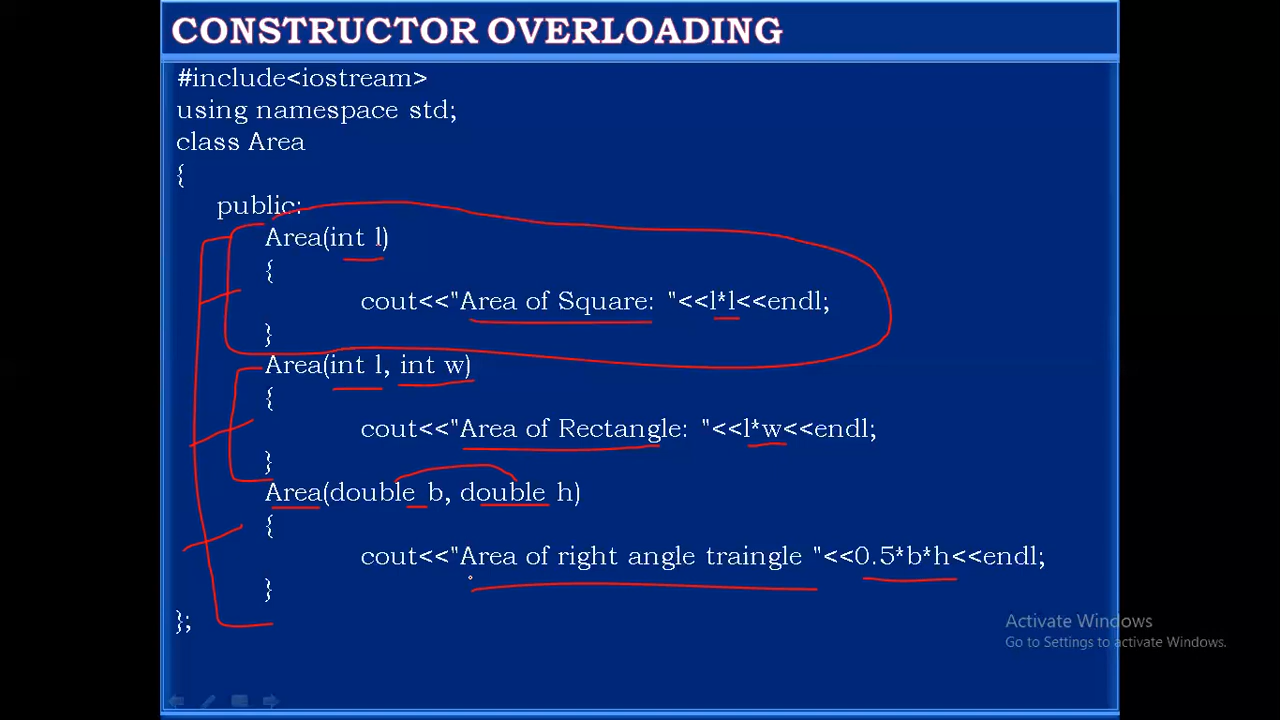 CONSTRUCTOR OVERLOADING
#include<iostream>
using namespace std;
class Area
{
public:
Area(int l)
{
cout<<"Area of Square: "<<l*l<<endl;
}
Area(int l, int w)
{
cout<<"Area of Rectangle: "<<l*w<<endl;
}
Area(double b, double h)
{
cout<<"Area of right angle traingle "<<0.5*b*h<<endl;
}
};
Activate Windows
Go to Settings to activate Windows.